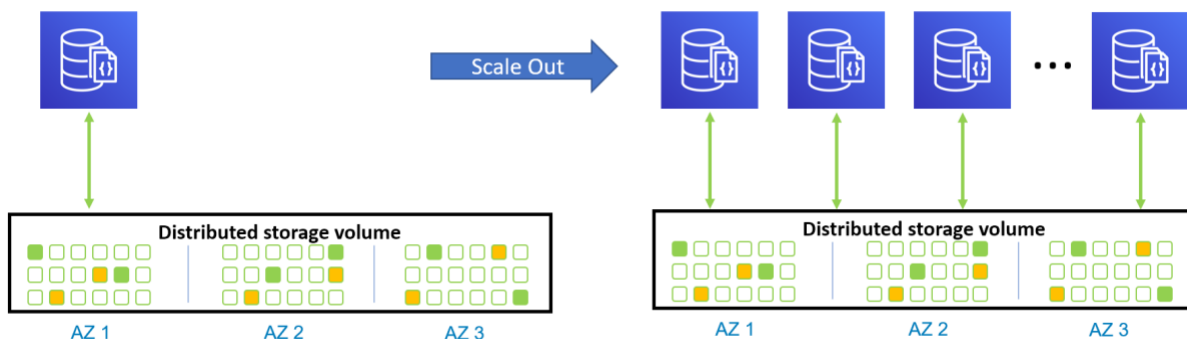 Scale Out
...
Distributed storage volume
AZ 1
AZ 2
AZ 3
Distributed storage volume
AZ 1
AZ 2
AZ 3